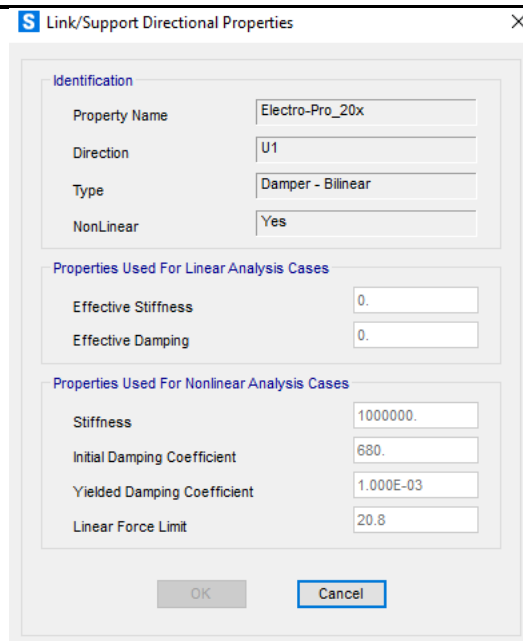 S Link/Support Directional Properties
Identification
Property Name Electro-Pro_20x
Direction U1
Type Damper - Bilinear
NonLinear Yes
Properties Used For Linear Analysis Cases
Effective Stiffness 0.
Effective Damping 0.
Properties Used For Nonlinear Analysis Cases
Stiffness 1000000.
Initial Damping Coefficient 680.
Yielded Damping Coefficient 1.000E-03
Linear Force Limit 20.8
OK Cancel